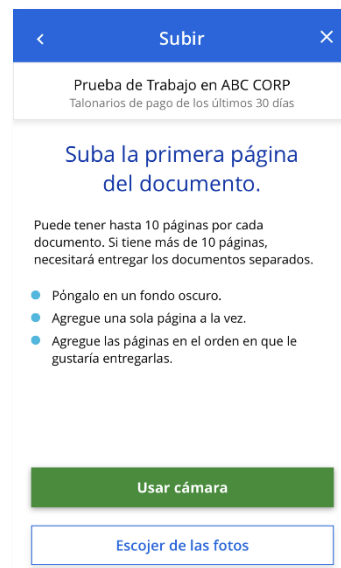 Subir
Prueba de Trabajo en ABC CORP
Talonarios de pago de los últimos 30 días
Suba la primera página
del documento.
Puede tener hasta 10 páginas por cada
documento. Si tiene más de 10 páginas,
necesitará entregar los documentos separados.
Póngalo en un fondo oscuro.
Agregue una sola página a la vez.
Agregue las páginas en el orden en que le
gustaría entregarlas.
Usar cámara
Escojer de las fotos